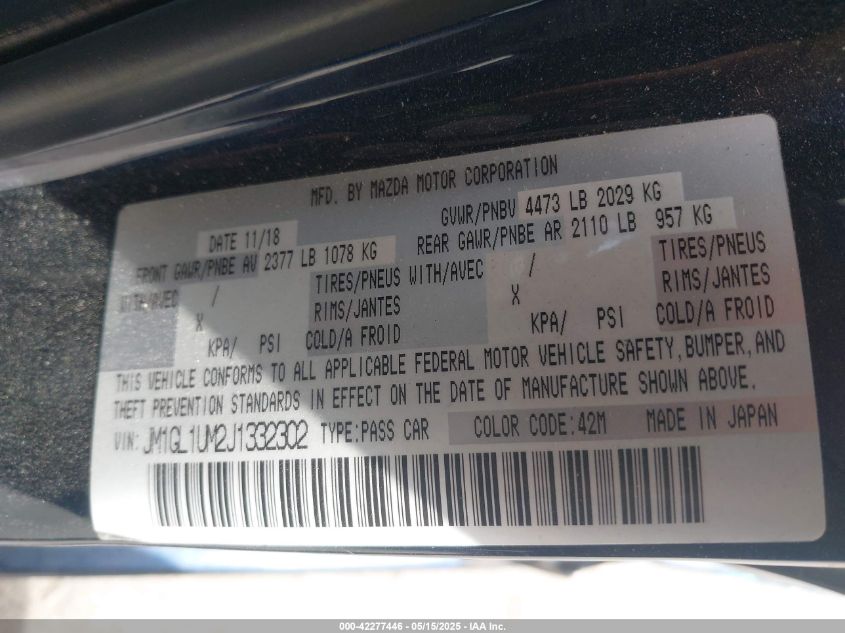 MFD. BY MAZDA MOTOR CORPORATION
DATE 11/18 GVWR/PNBV 4473 LB 2029 KG
FRONT GAWR/PNBE AV 2377 LB 1078 KG REAR GAWR/PNBE AR 2110 LB 957 KG
WITH/AVEC / TIRES/PNEUS WITH/AVEC / TIRES/PNEUS
X RIMS/JANTES X RIMS/JANTES
KPA/ PSI COLD/A FROID KPA/ PSI COLD/A FROID
THIS VEHICLE CONFORMS TO ALL APPLICABLE FEDERAL MOTOR VEHICLE SAFETY, BUMPER, AND
THEFT PREVENTION STANDARDS IN EFFECT ON THE DATE OF MANUFACTURE SHOWN ABOVE.
VIN: JM1GL1UM2J1332302 TYPE:PASS CAR COLOR CODE:42M MADE IN JAPAN
000-42277446 - 05/15/2025 - IAA Inc.